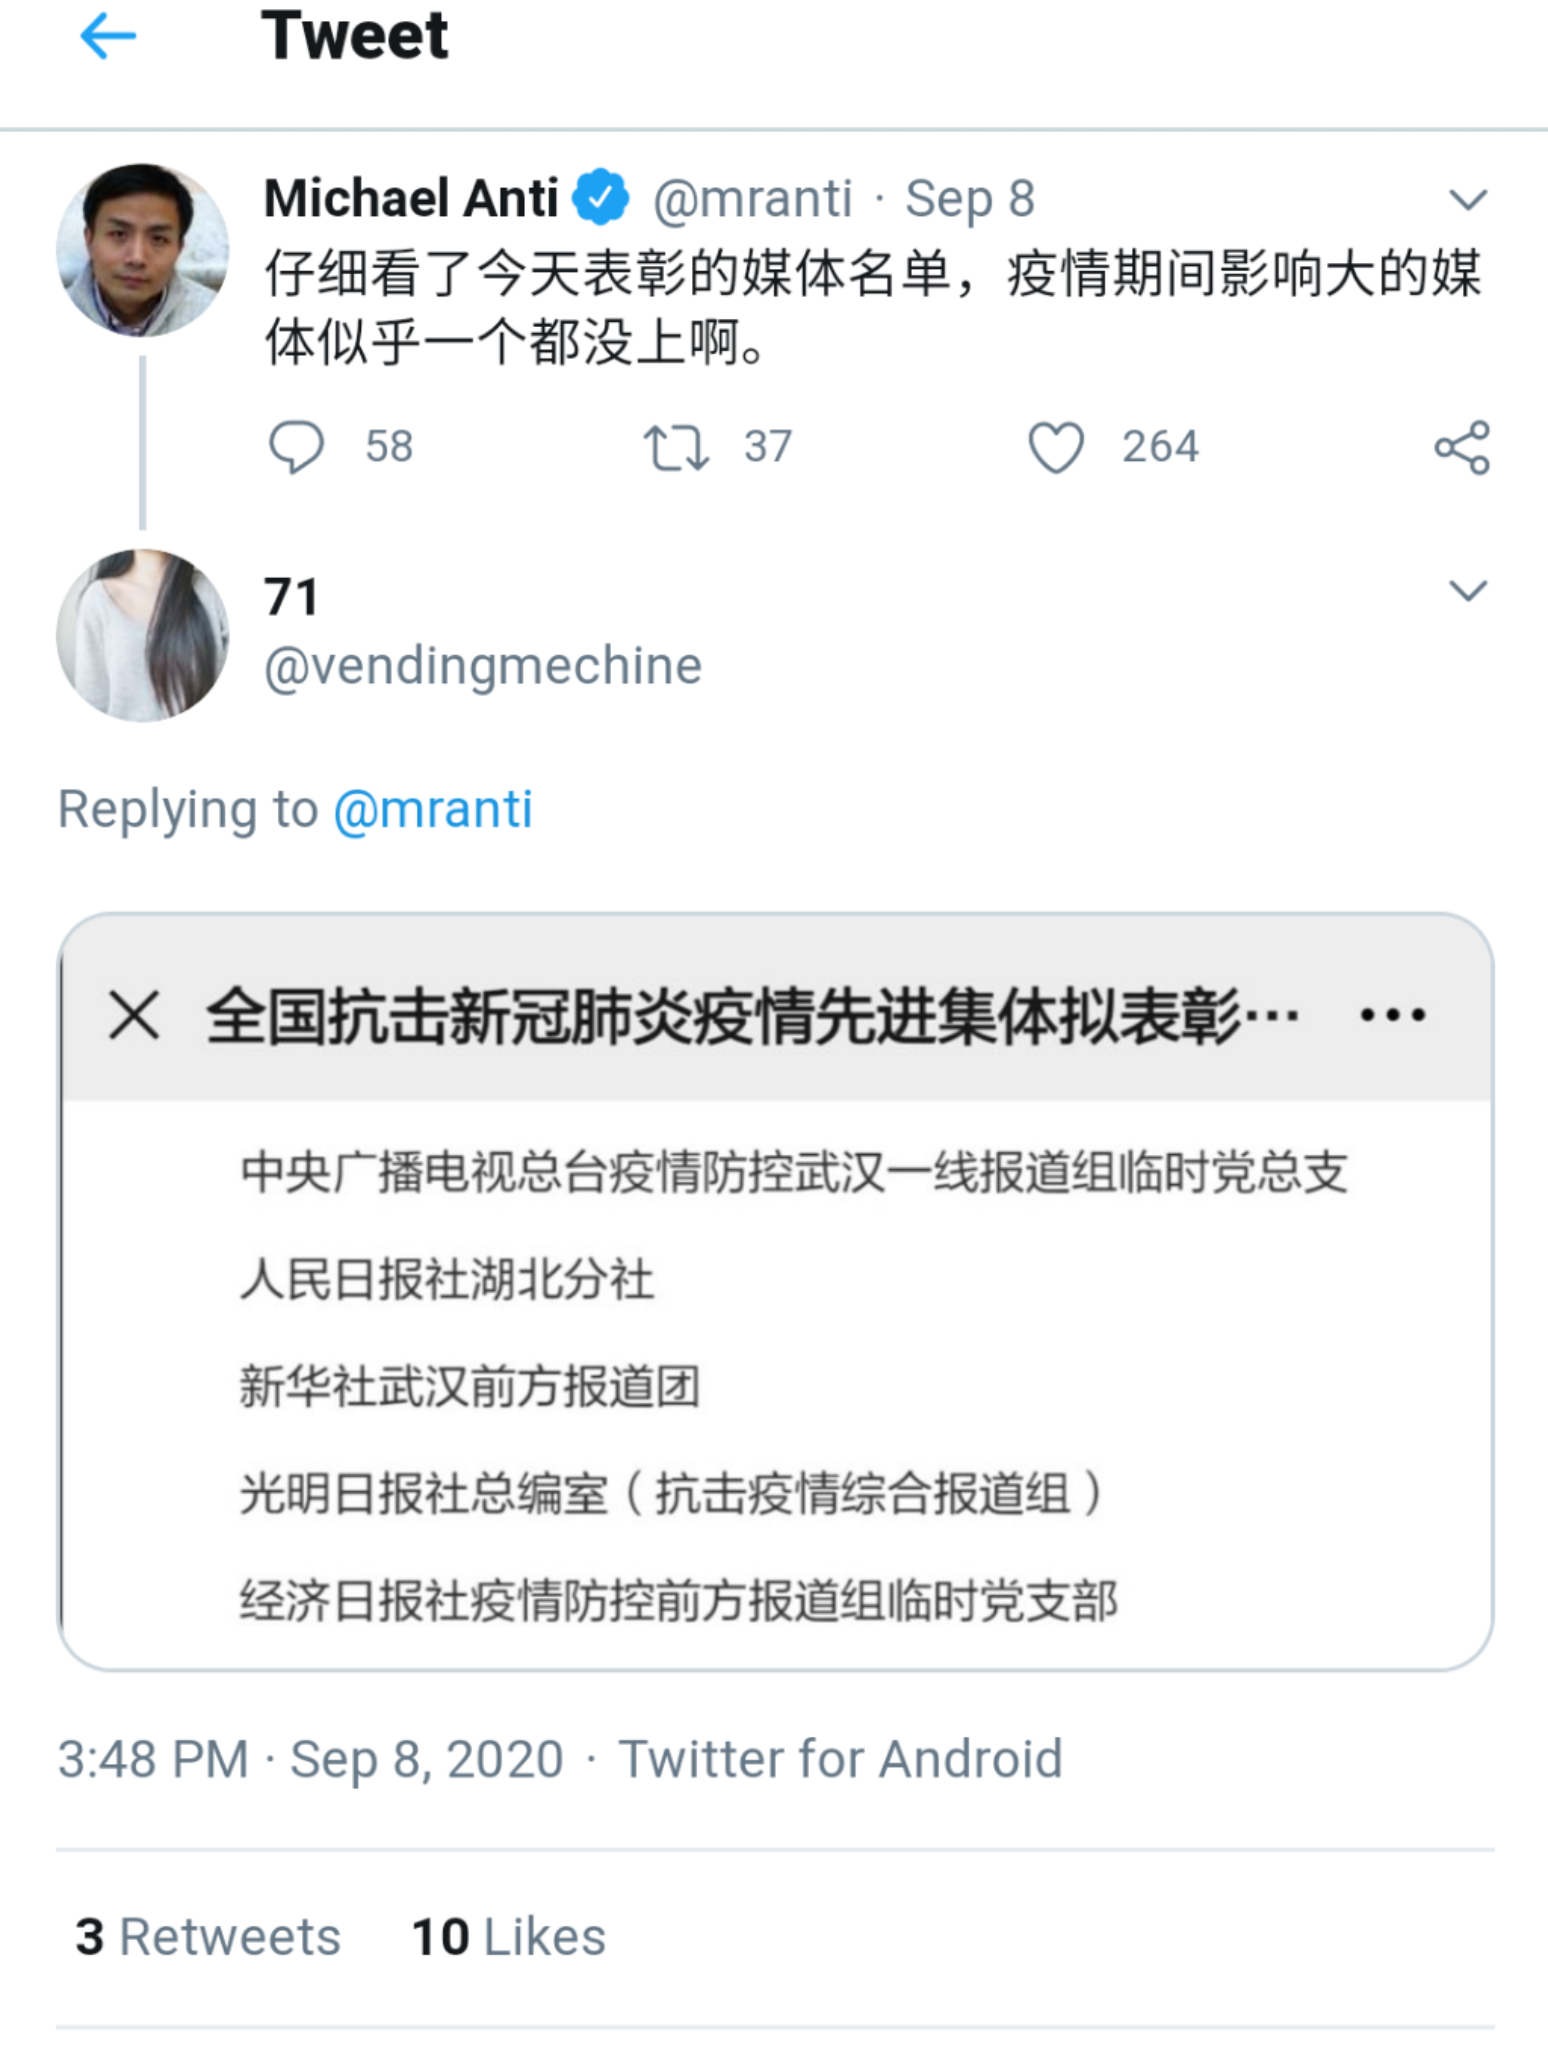 Tweet
Michael Anti @mranti · Sep 8
仔细看了今天表彰的媒体名单，疫情期间影响大的媒
体似乎一个都没上啊。
58 37 264
71
@vendingmechine
Replying to @mranti
全国抗击新冠肺炎疫情先进集体拟表彰…
中央广播电视总台疫情防控武汉一线报道组临时党总支
人民日报社湖北分社
新华社武汉前方报道团
光明日报社总编室（抗击疫情综合报道组）
经济日报社疫情防控前方报道组临时党支部
3:48 PM · Sep 8, 2020 · Twitter for Android
3 Retweets 10 Likes